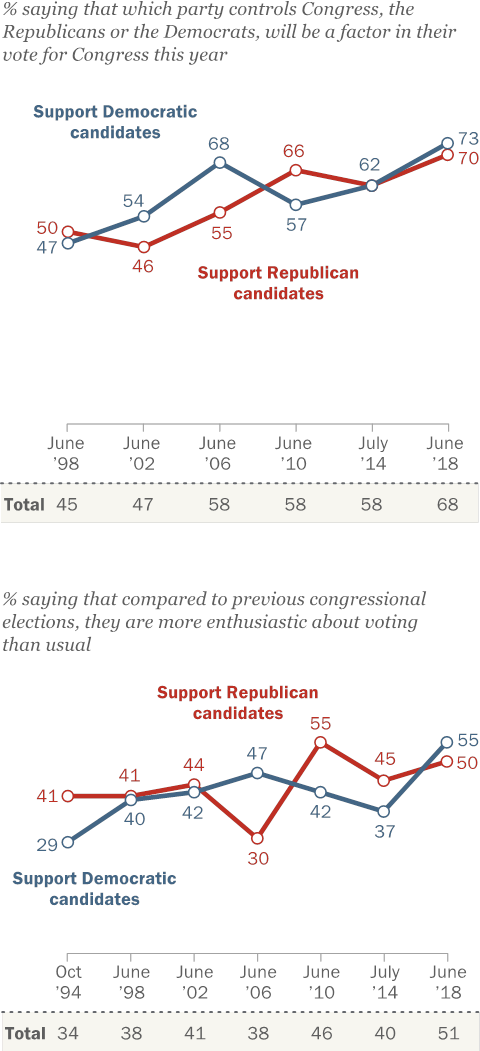 % saying that which party controls Congress, the
Republicans or the Democrats, will be a factor in their
vote for Congress this year
Support Democratic
candidates
68
66
73
70
62
54
57
55
50
47
46
Support Republican
candidates
June
’98
June
’02
June
’06
June
’10
July
’14
June
’18
Total 45 47 58 58 58 68
% saying that compared to previous congressional
elections, they are more enthusiastic about voting
than usual
Support Republican
candidates
55
55
50
47
45
44
41
41
40
42
42
37
29
30
Support Democratic
candidates
Oct
’94
June
’98
June
’02
June
’06
June
’10
July
’14
June
’18
Total 34 38 41 38 46 40 51